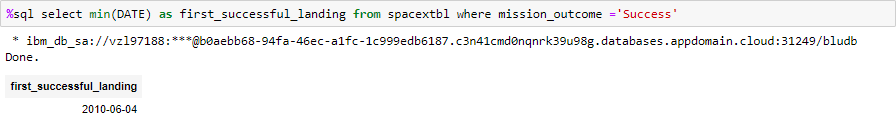 %sql select min(DATE) as first_successful_landing from spacextbl where mission_outcome ='Success'
* ibm_db_sa://vzl97188:***@b0aebb68-94fa-46ec-a1fc-1c999edb6187.c3n41cmd0nqnrk39u98g.databases.appdomain.cloud:31249/bludb
Done.
first_successful_landing
2010-06-04